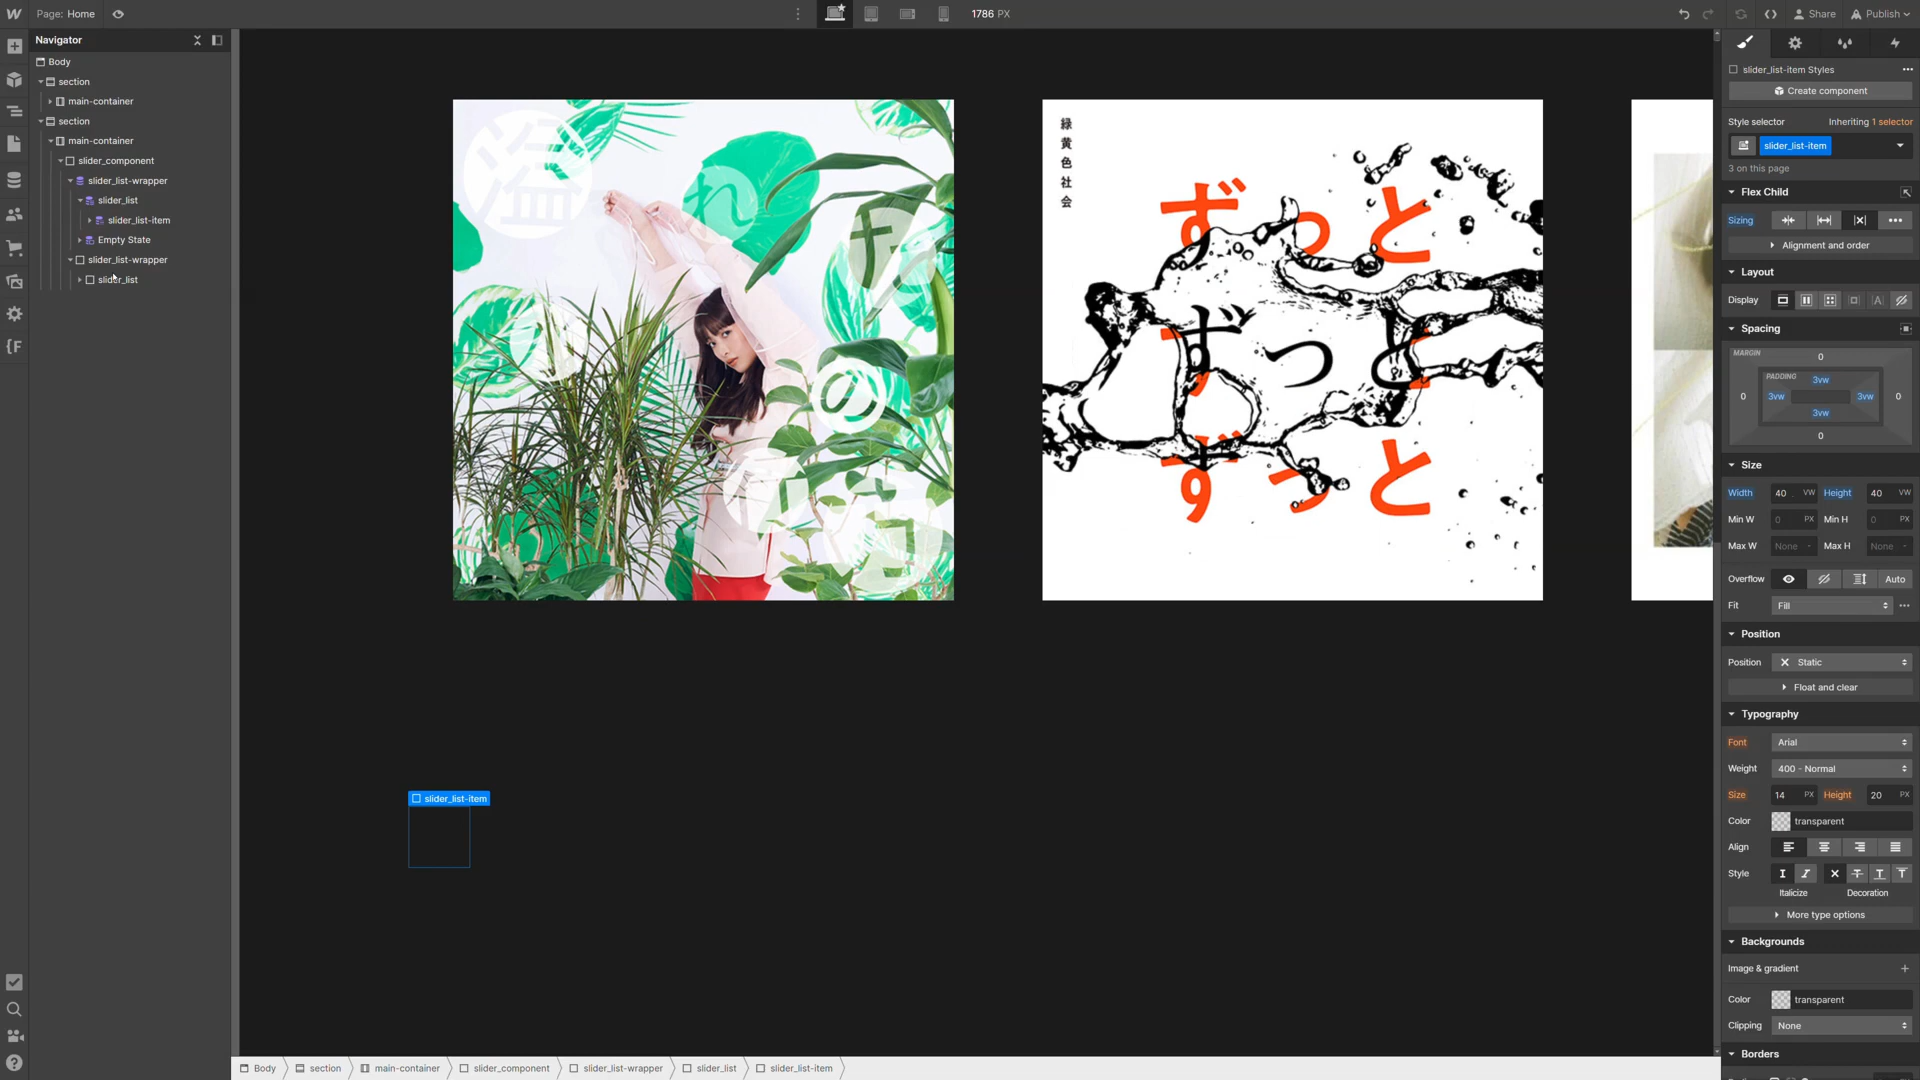 Page: Home
1786 PX
Share
Publish
Navigator
Body
section
main-container
section
main-container
slider_component
slider_list-wrapper
slider_list
slider_list-item
Empty State
slider_list-wrapper
slider_list
溢
れ
そ
の
緑
黄
色
社
会
ずっと
ずっと
ずっと
slider_list-item
slider_list-item Styles
Create component
Style selector
Inheriting 1 selector
slider_list-item
3 on this page
Flex Child
Sizing
Alignment and order
Layout
Display
Spacing
MARGIN
0
PADDING
3vw
0
3vw
3vw
0
3vw
0
Size
Width 40 VW Height 40 VW
Min W 0 PX Min H 0 PX
Max W None - Max H None -
Overflow Auto
Fit Fill
Position
Position Static
Float and clear
Typography
Font Arial
Weight 400 - Normal
Size 14 PX Height 20 PX
Color transparent
Align
Style
Italicize Decoration
More type options
Backgrounds
Image & gradient
Color transparent
Clipping None
Borders
Body section main-container slider_component slider_list-wrapper slider_list slider_list-item